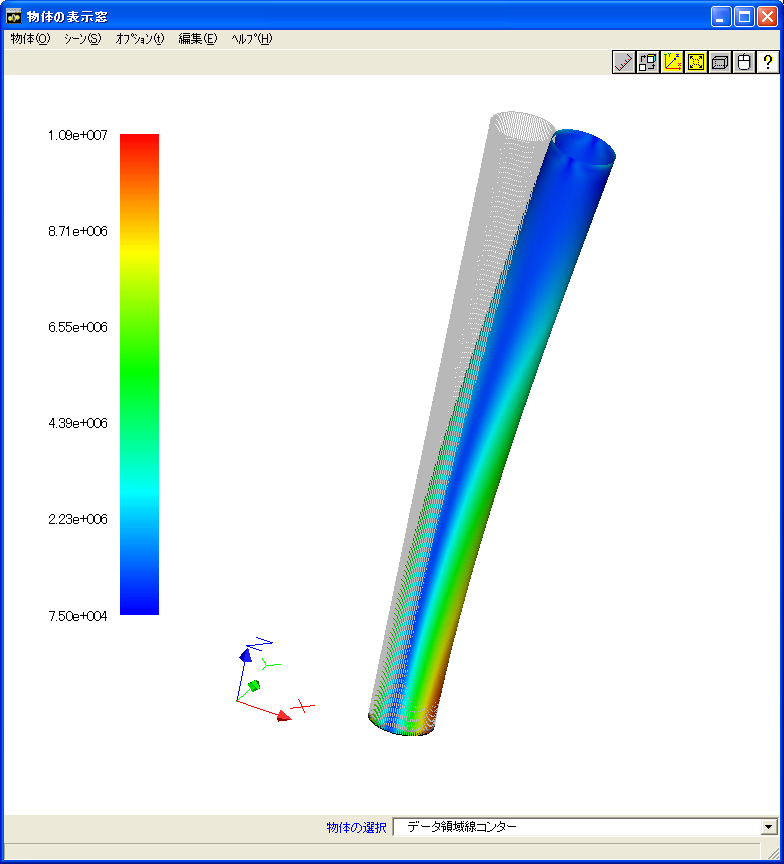 物体の表示窓
物体(O) シーン(S) オプション(t) 編集(E) ヘルプ(H)
1.09e+007
8.71e+006
6.55e+006
4.39e+006
2.23e+006
7.50e+004
Z
Y
X
物体の選択 データ領域線コンター